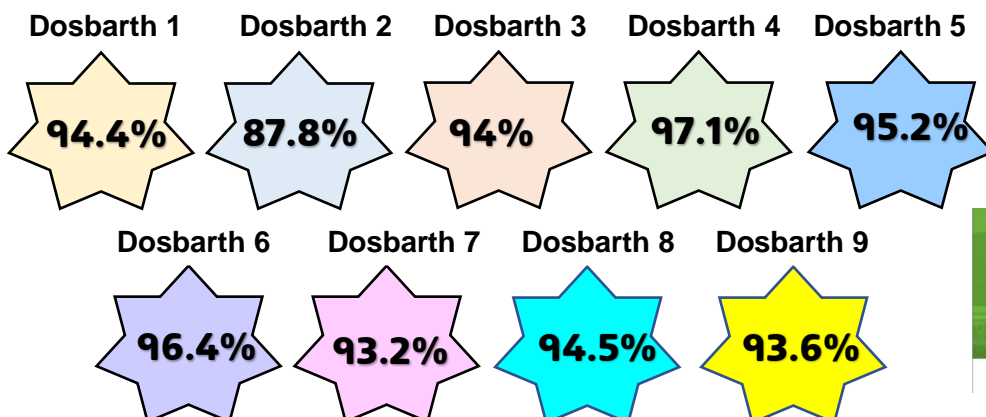 Dosbarth 1 Dosbarth 2 Dosbarth 3 Dosbarth 4 Dosbarth 5
94.4% 87.8% 94% 97.1% 95.2%
Dosbarth 6 Dosbarth 7 Dosbarth 8 Dosbarth 9
96.4% 93.2% 94.5% 93.6%